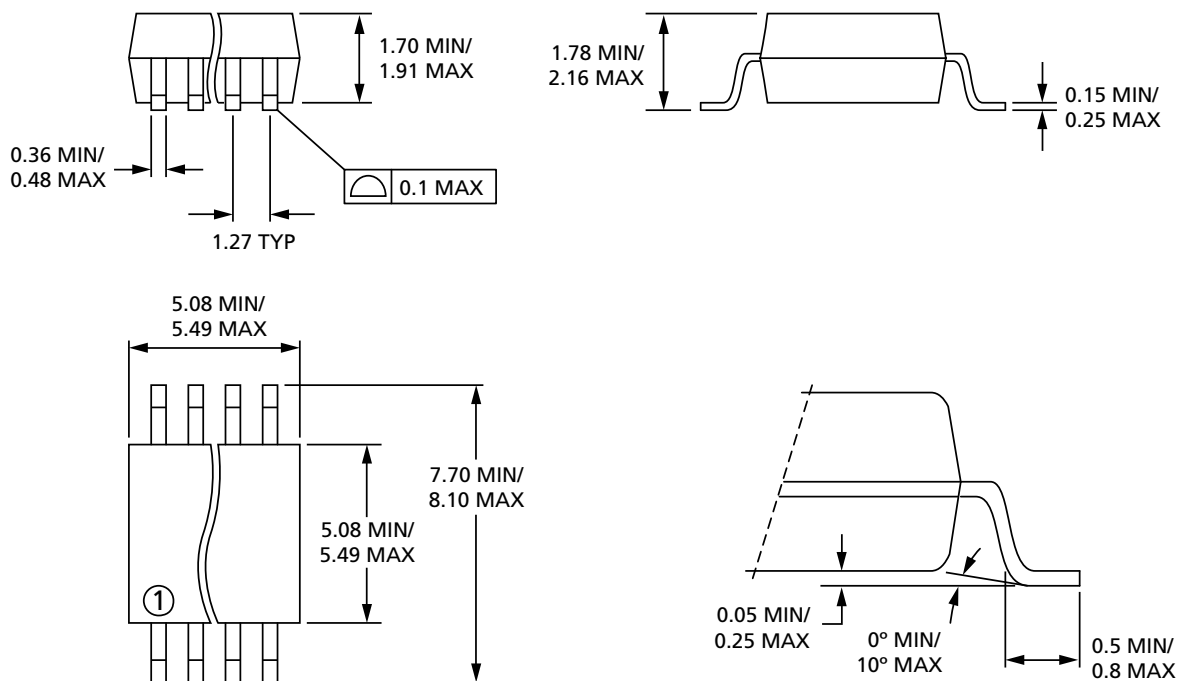 1.70 MIN/
1.91 MAX
1.78 MIN/
2.16 MAX
0.15 MIN/
0.25 MAX
0.36 MIN/
0.48 MAX
0.1 MAX
1.27 TYP
5.08 MIN/
5.49 MAX
7.70 MIN/
8.10 MAX
5.08 MIN/
5.49 MAX
1
0.05 MIN/
0.25 MAX
0º MIN/
10º MAX
0.5 MIN/
0.8 MAX